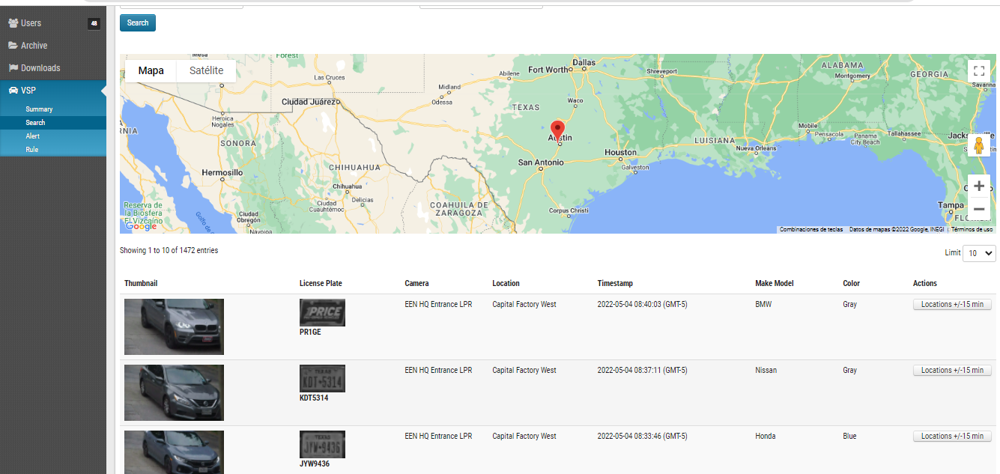 Users 48
Archive
Downloads
VSP
Summary
Search
Alert
Rule
Search
Mapa Satélite
Mesa
Forest
Las Cruces
Abilene
Fort Worth
Dallas
Shreveport
ALABAMA
Montgomery
GEORGIA
Savanna
Midland
Odessa
Ciudad Juárez
Waco
TEXAS
Heroica
Nogales
RNIA
SONORA
Austin
Mobile
Pensacola
Panama
City Beach
Tallahassee
LUISIANA
Nueva Orleans
Houston
Galveston
San Antonio
CHIHUAHUA
Hermosillo
Chihuahua
Delicias
Ciudad
Cuauhtémoc
COAHUILA DE
ZARAGOZA
Corpus Christi
Tampa
Reserva de
la Biosfera
El Vizcaíno
Ciudad
Obregón
Navojoa
Google
Combinaciones de teclas Datos de mapas ©2022 Google, INEGI Términos de uso
Showing 1 to 10 of 1472 entries
Limit 10
Thumbnail License Plate Camera Location Timestamp Make Model Color Actions
PRICE
PR1GE
EEN HQ Entrance LPR Capital Factory West 2022-05-04 08:40:03 (GMT-5) BMW Gray Locations +/-15 min
TEXAS
KDT-5314
KDT5314
EEN HQ Entrance LPR Capital Factory West 2022-05-04 08:37:11 (GMT-5) Nissan Gray Locations +/-15 min
TEXAS
JYW-9436
JYW9436
EEN HQ Entrance LPR Capital Factory West 2022-05-04 08:33:46 (GMT-5) Honda Blue Locations +/-15 min